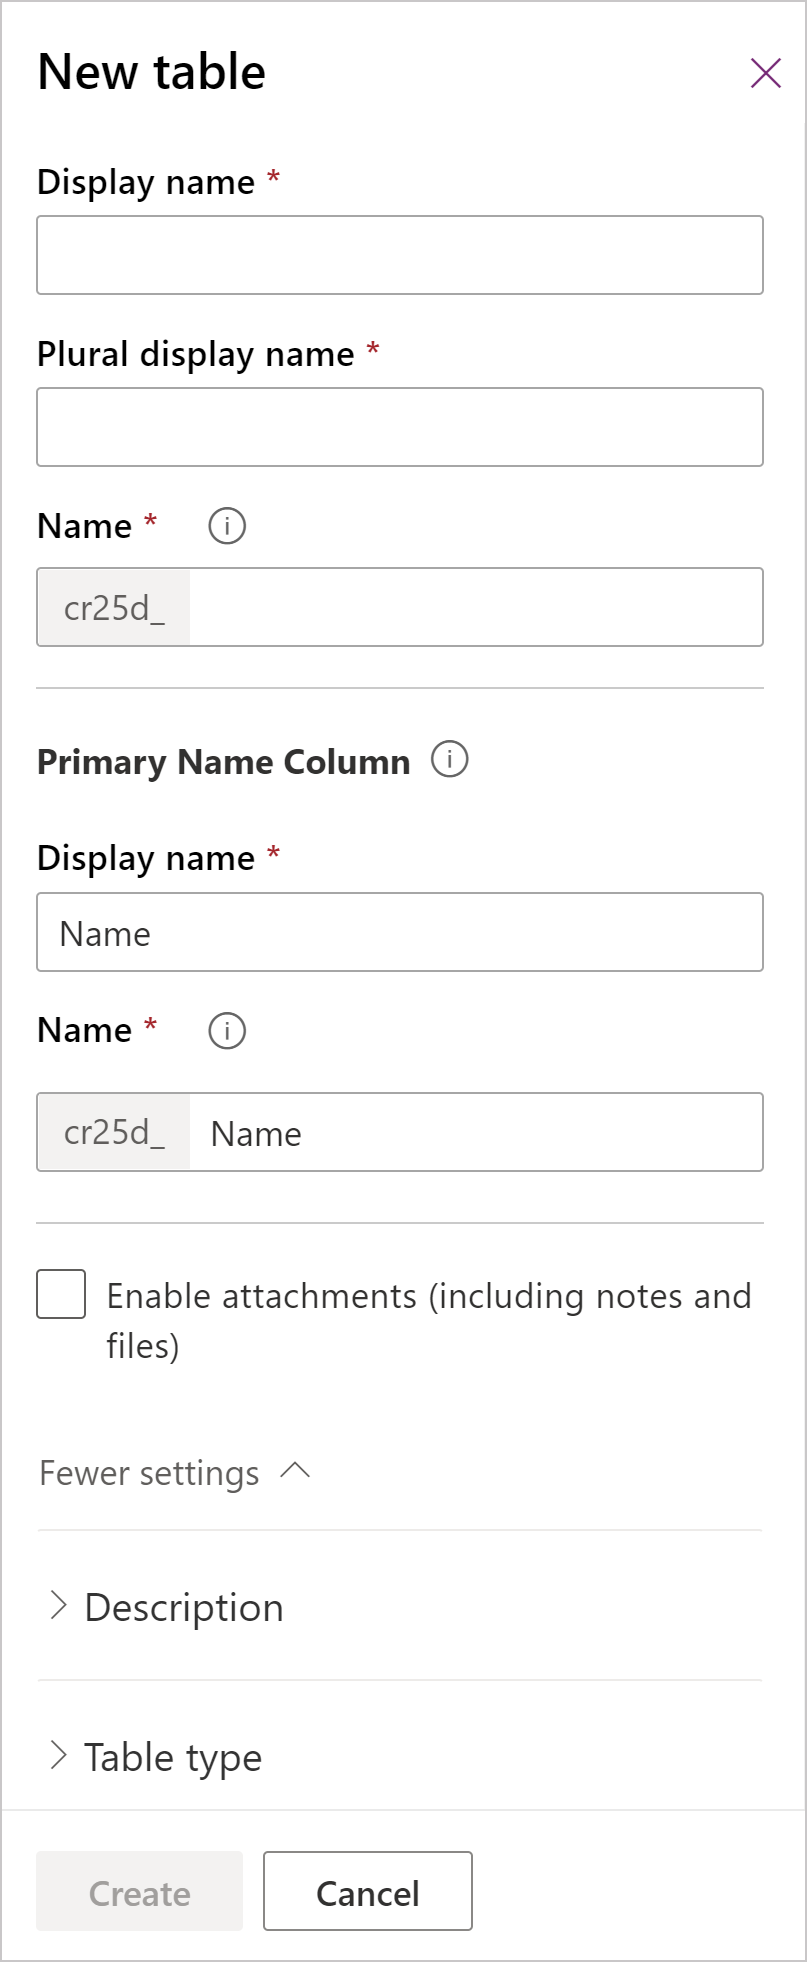 New table
Display name *
Plural display name *
Name *
cr25d_
Primary Name Column
Display name *
Name
Name *
cr25d_ Name
Enable attachments (including notes and
files)
Fewer settings
Description
Table type
Create Cancel